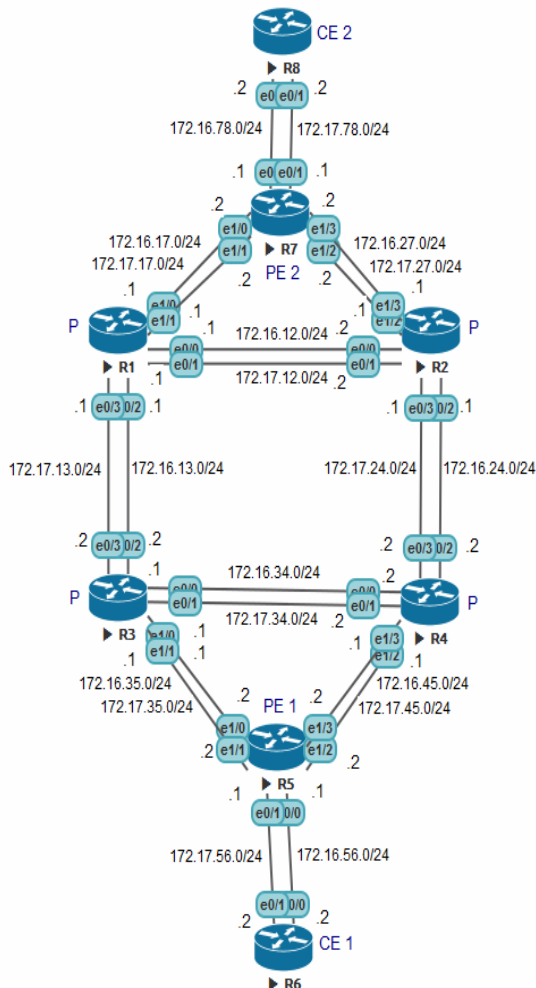 CE 2
R8
.2 e0 e0/1 .2
172.16.78.0/24 172.17.78.0/24
.1 e0 e0/1 .1
.2 .2
172.16.17.0/24 e1/0 e1/3 172.16.27.0/24
172.17.17.0/24 e1/1 R7 e1/2 172.17.27.0/24
PE 2
.1 .2 .2 .1
e1/0 e1/3
P e1/1 .1 .1 e1/2 P
.1 172.16.12.0/24 .2
e0/0 e0/0
R1 e0/1 e0/1 R2
.1 172.17.12.0/24 .2
.1 e0/3 0/2 .1 .1 e0/3 0/2 .1
172.17.13.0/24 172.16.13.0/24 172.17.24.0/24 172.16.24.0/24
.2 e0/3 0/2 .2 .2 e0/3 0/2 .2
.1 172.16.34.0/24 .2
P e0/0 e0/0 P
e0/1 e0/1
R3 172.17.34.0/24 .2 R4
e1/0 .1 e1/3
.1 e1/1 .1 .1 e1/2 .1
172.16.35.0/24 172.16.45.0/24
172.17.35.0/24 .2 PE 1 .2 172.17.45.0/24
e1/0 e1/3
.2 e1/1 e1/2 .2
.1 R5 .1
e0/1 0/0
172.17.56.0/24 172.16.56.0/24
e0/1 0/0
.2 .2
CE 1
R6